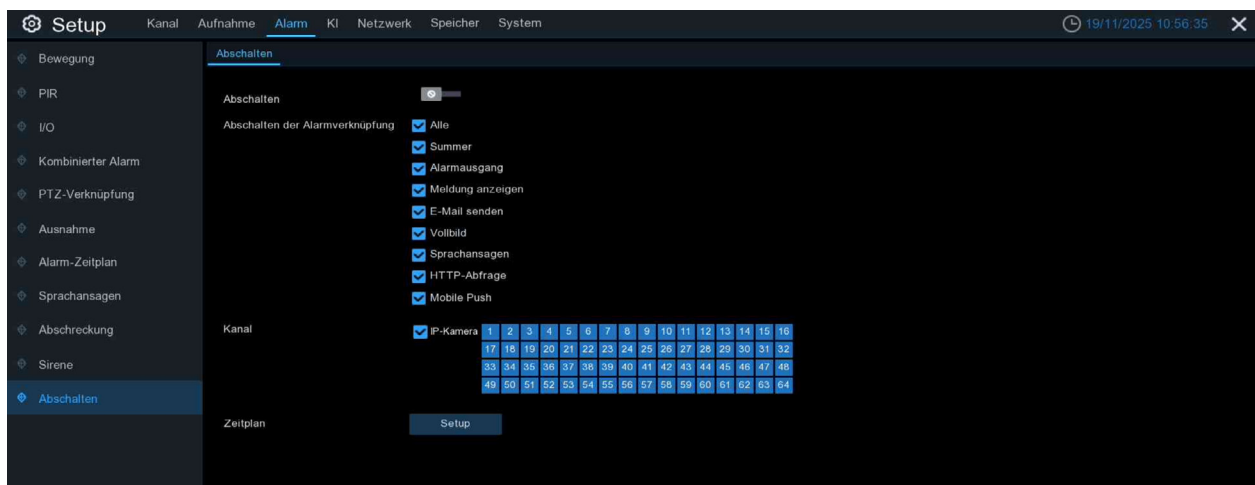 Setup Kanal Aufnahme Alarm KI Netzwerk Speicher System 19/11/2025 10:56:35
Bewegung
PIR
I/O
Kombinierter Alarm
PTZ-Verknüpfung
Ausnahme
Alarm-Zeitplan
Sprachansagen
Abschreckung
Sirene
Abschalten
Abschalten
Abschalten
Abschalten der Alarmverknüpfung Alle
Summer
Alarmausgang
Meldung anzeigen
E-Mail senden
Vollbild
Sprachansagen
HTTP-Abfrage
Mobile Push
Kanal IP-Kamera 1 2 3 4 5 6 7 8 9 10 11 12 13 14 15 16
17 18 19 20 21 22 23 24 25 26 27 28 29 30 31 32
33 34 35 36 37 38 39 40 41 42 43 44 45 46 47 48
49 50 51 52 53 54 55 56 57 58 59 60 61 62 63 64
Zeitplan Setup